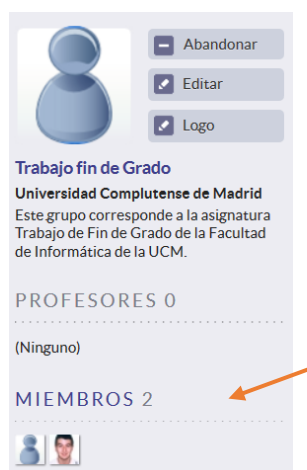 Abandonar
Editar
Logo
Trabajo fin de Grado
Universidad Complutense de Madrid
Este grupo corresponde a la asignatura
Trabajo de Fin de Grado de la Facultad
de Informática de la UCM.
PROFESORES 0
(Ninguno)
MIEMBROS 2